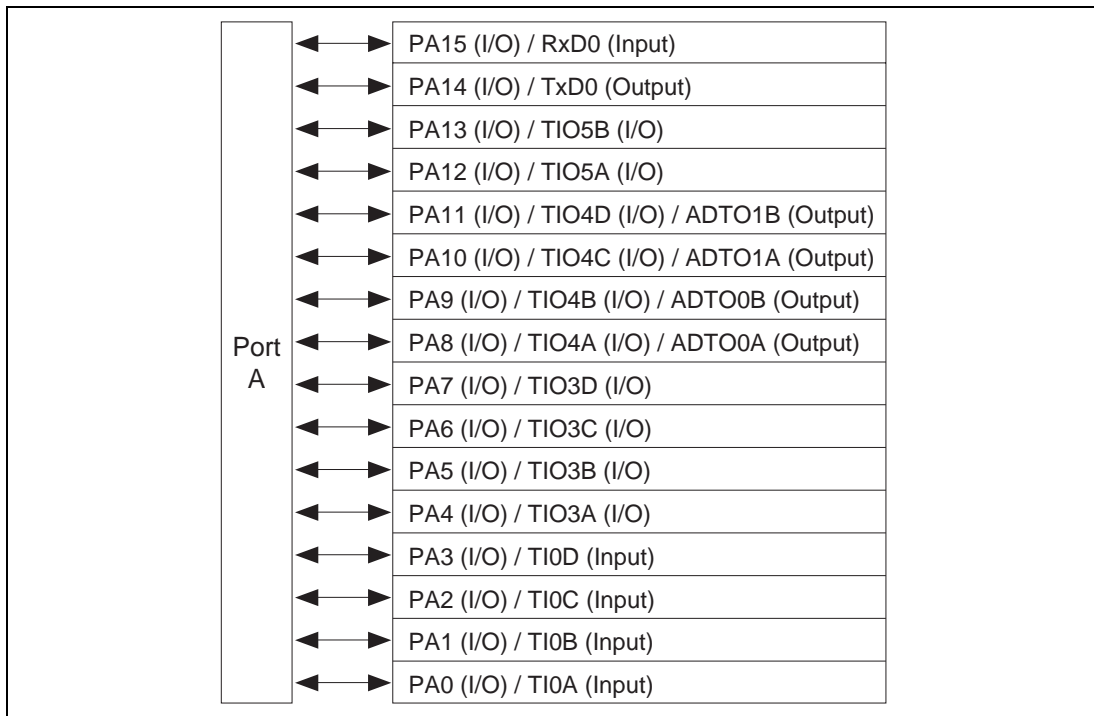 PA15 (I/O) / RxD0 (Input)
PA14 (I/O) / TxD0 (Output)
PA13 (I/O) / TIO5B (I/O)
PA12 (I/O) / TIO5A (I/O)
PA11 (I/O) / TIO4D (I/O) / ADTO1B (Output)
PA10 (I/O) / TIO4C (I/O) / ADTO1A (Output)
PA9 (I/O) / TIO4B (I/O) / ADTO0B (Output)
PA8 (I/O) / TIO4A (I/O) / ADTO0A (Output)
Port
A
PA7 (I/O) / TIO3D (I/O)
PA6 (I/O) / TIO3C (I/O)
PA5 (I/O) / TIO3B (I/O)
PA4 (I/O) / TIO3A (I/O)
PA3 (I/O) / TI0D (Input)
PA2 (I/O) / TI0C (Input)
PA1 (I/O) / TI0B (Input)
PA0 (I/O) / TI0A (Input)